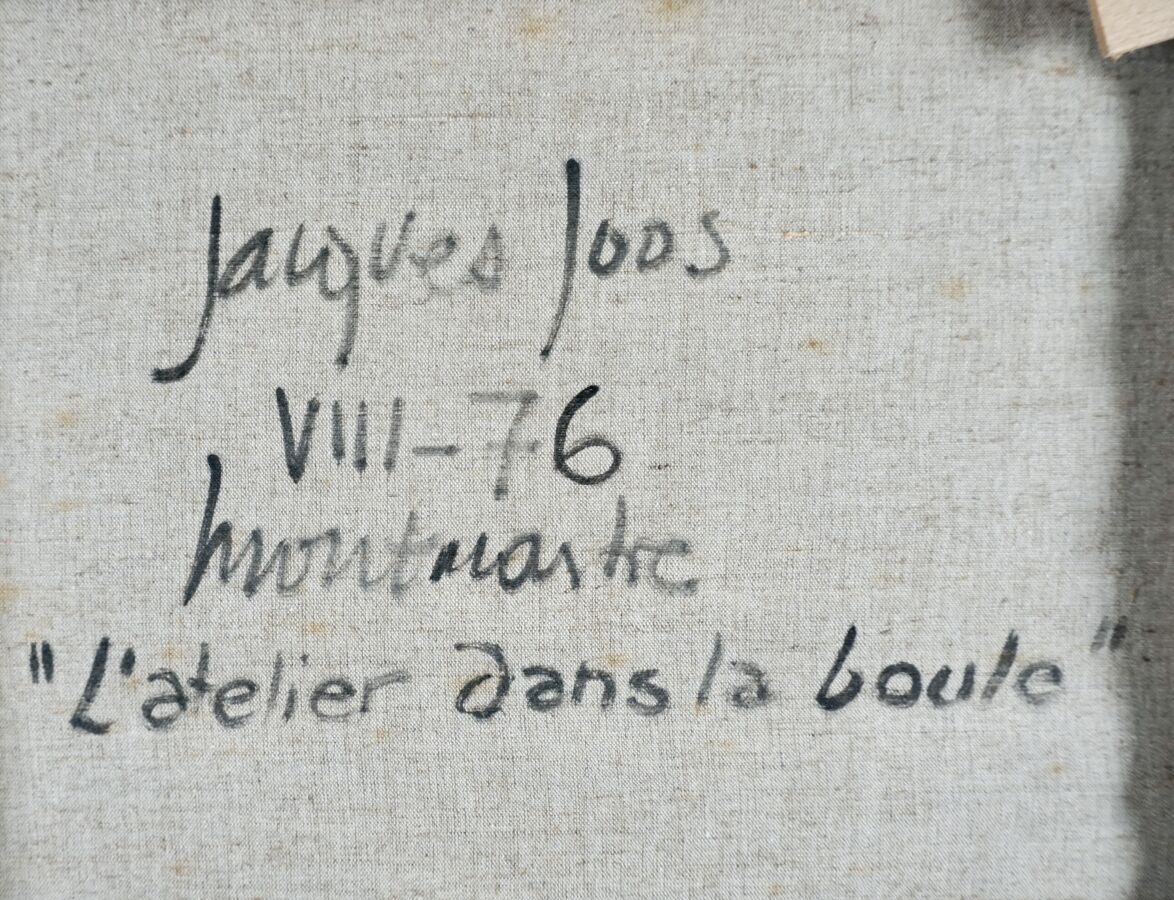 Jacques Joos
VIII-76
Montmartre
"L'atelier dans la boule"